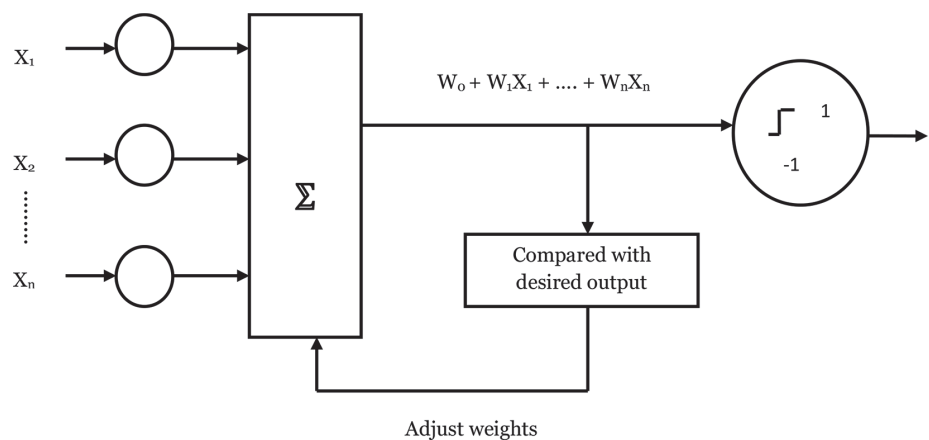 X₁
W₀ + W₁X₁ + .... + WₙXₙ
1
-1
X₂
Σ
Compared with
desired output
Xₙ
Adjust weights